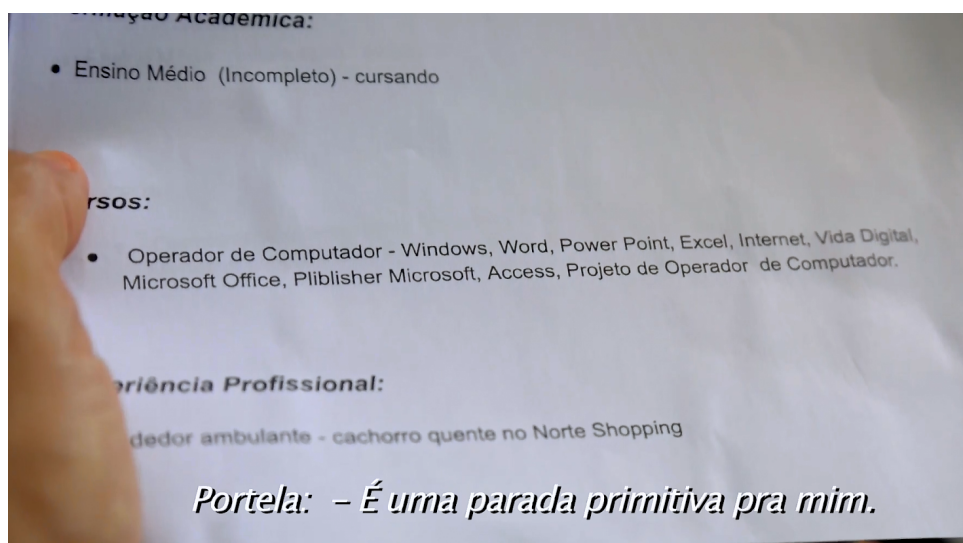 Acadêmica:
• Ensino Médio (Incompleto) - cursando
rsos:
• Operador de Computador - Windows, Word, Power Point, Excel, Internet, Vida Digital,
Microsoft Office, Pliblisher Microsoft, Access, Projeto de Operador de Computador.
riência Profissional:
dedor ambulante - cachorro quente no Norte Shopping
Portela: – É uma parada primitiva pra mim.